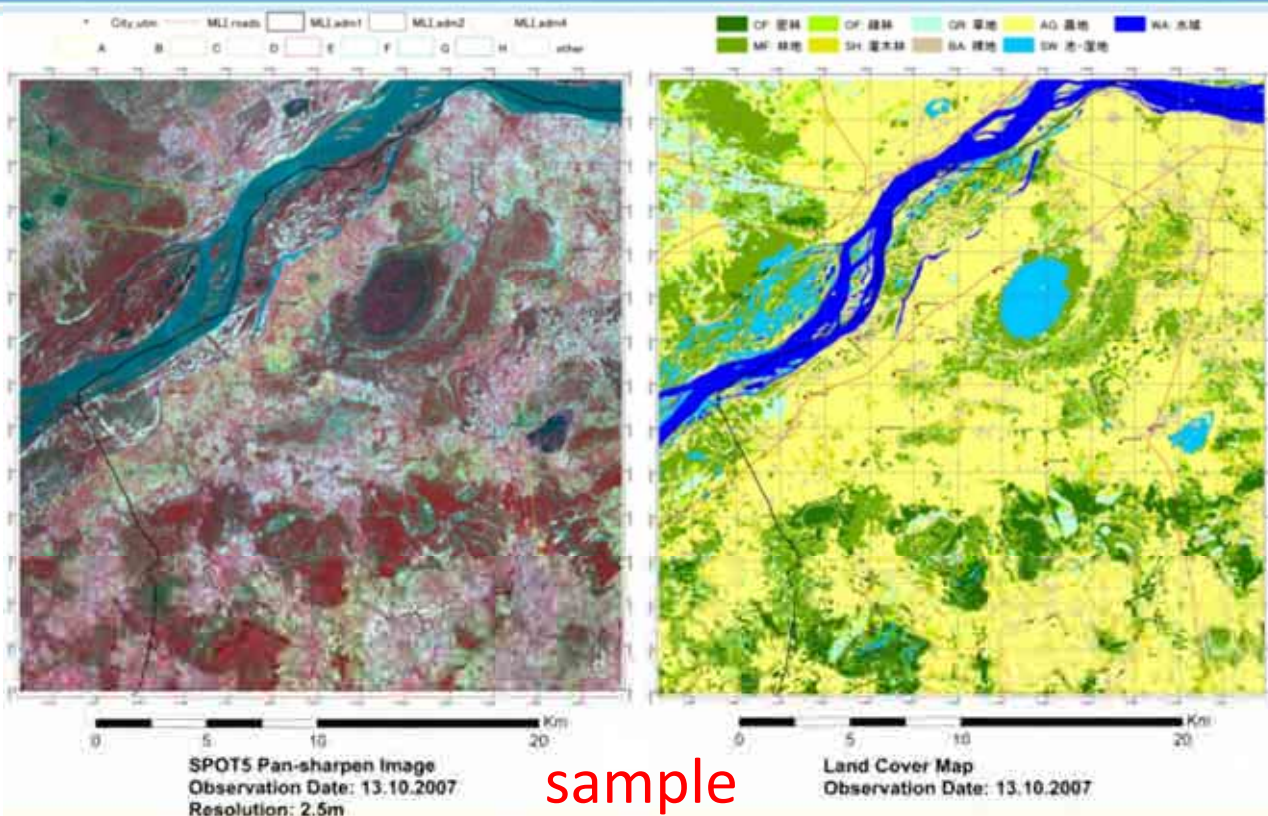 City_utm MLI_roads MLI_adm1 MLI_adm2 MLI_adm4
A B C D E F G H other
CF: 密林 OF: 疎林 GR: 草地 AG: 農地 WA: 水域
MF: 林地 SH: 灌木林 BA: 裸地 SW: 池・湿地
0 5 10 20 Km
SPOT5 Pan-sharpen Image
Observation Date: 13.10.2007
Resolution: 2.5m
sample
0 5 10 20 Km
Land Cover Map
Observation Date: 13.10.2007